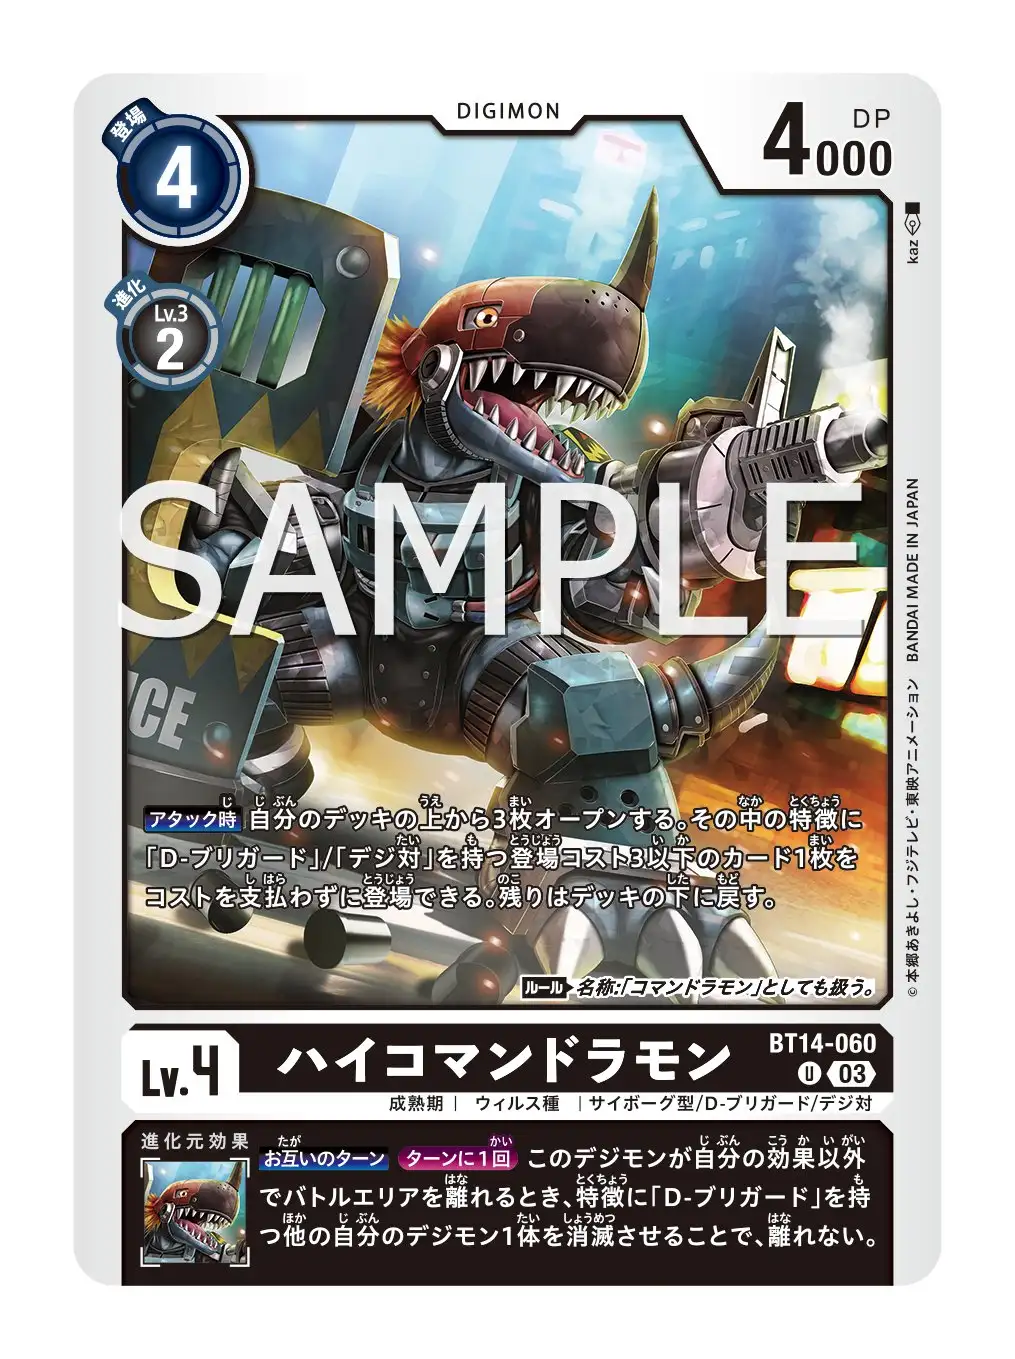 DIGIMON
登場
4
DP
4000
進化
Lv.3
2
kaz
SAMPLE
ICE
アタック時 自分のデッキの上から3枚オープンする。その中の特徴に
「D-ブリガード」/「デジ対」を持つ登場コスト3以下のカード1枚を
コストを支払わずに登場できる。残りはデッキの下に戻す。
ルール 名称:「コマンドラモン」としても扱う。
©本郷あきよし・フジテレビ・東映アニメーション BANDAI MADE IN JAPAN
Lv.4
ハイコマンドラモン
BT14-060
U 03
成熟期 | ウィルス種 | サイボーグ型/D-ブリガード/デジ対
進化元効果
お互いのターン ターンに1回 このデジモンが自分の効果以外
でバトルエリアを離れるとき、特徴に「D-ブリガード」を持
つ他の自分のデジモン1体を消滅させることで、離れない。